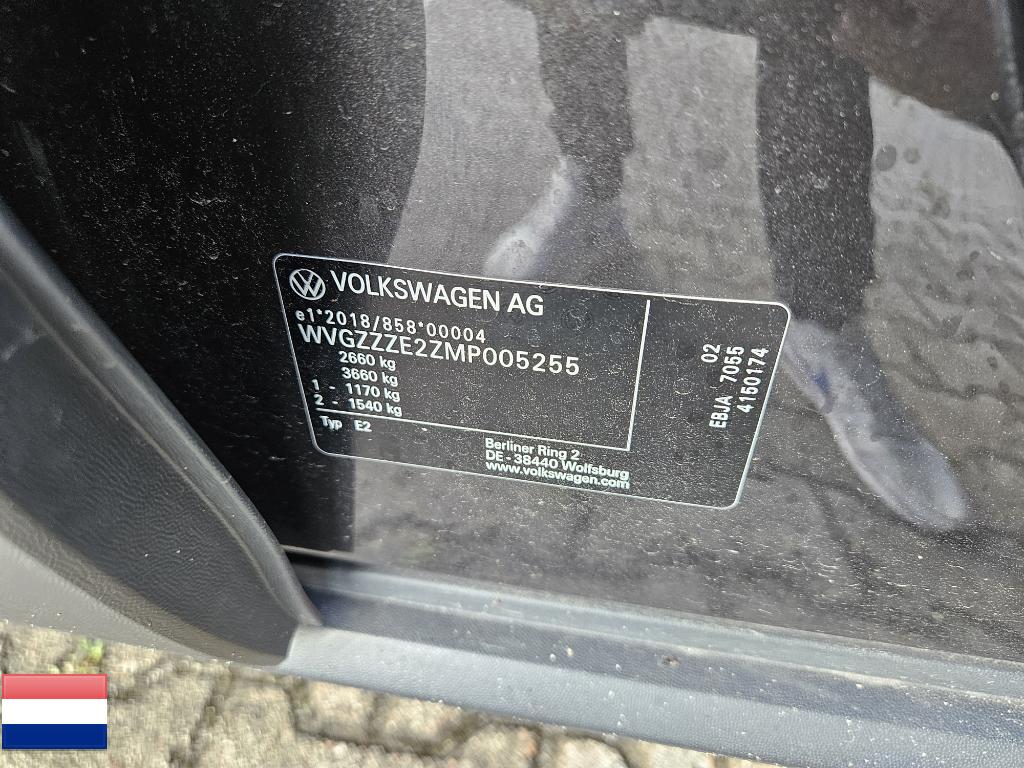 VOLKSWAGEN AG
e1*2018/858*00004
WVGZZZE2ZMP005255
2660 kg
3660 kg
1 - 1170 kg
2 - 1540 kg
Typ E2
Berliner Ring 2
DE - 38440 Wolfsburg
www.volkswagen.com
02
EBJA 7055
4150174